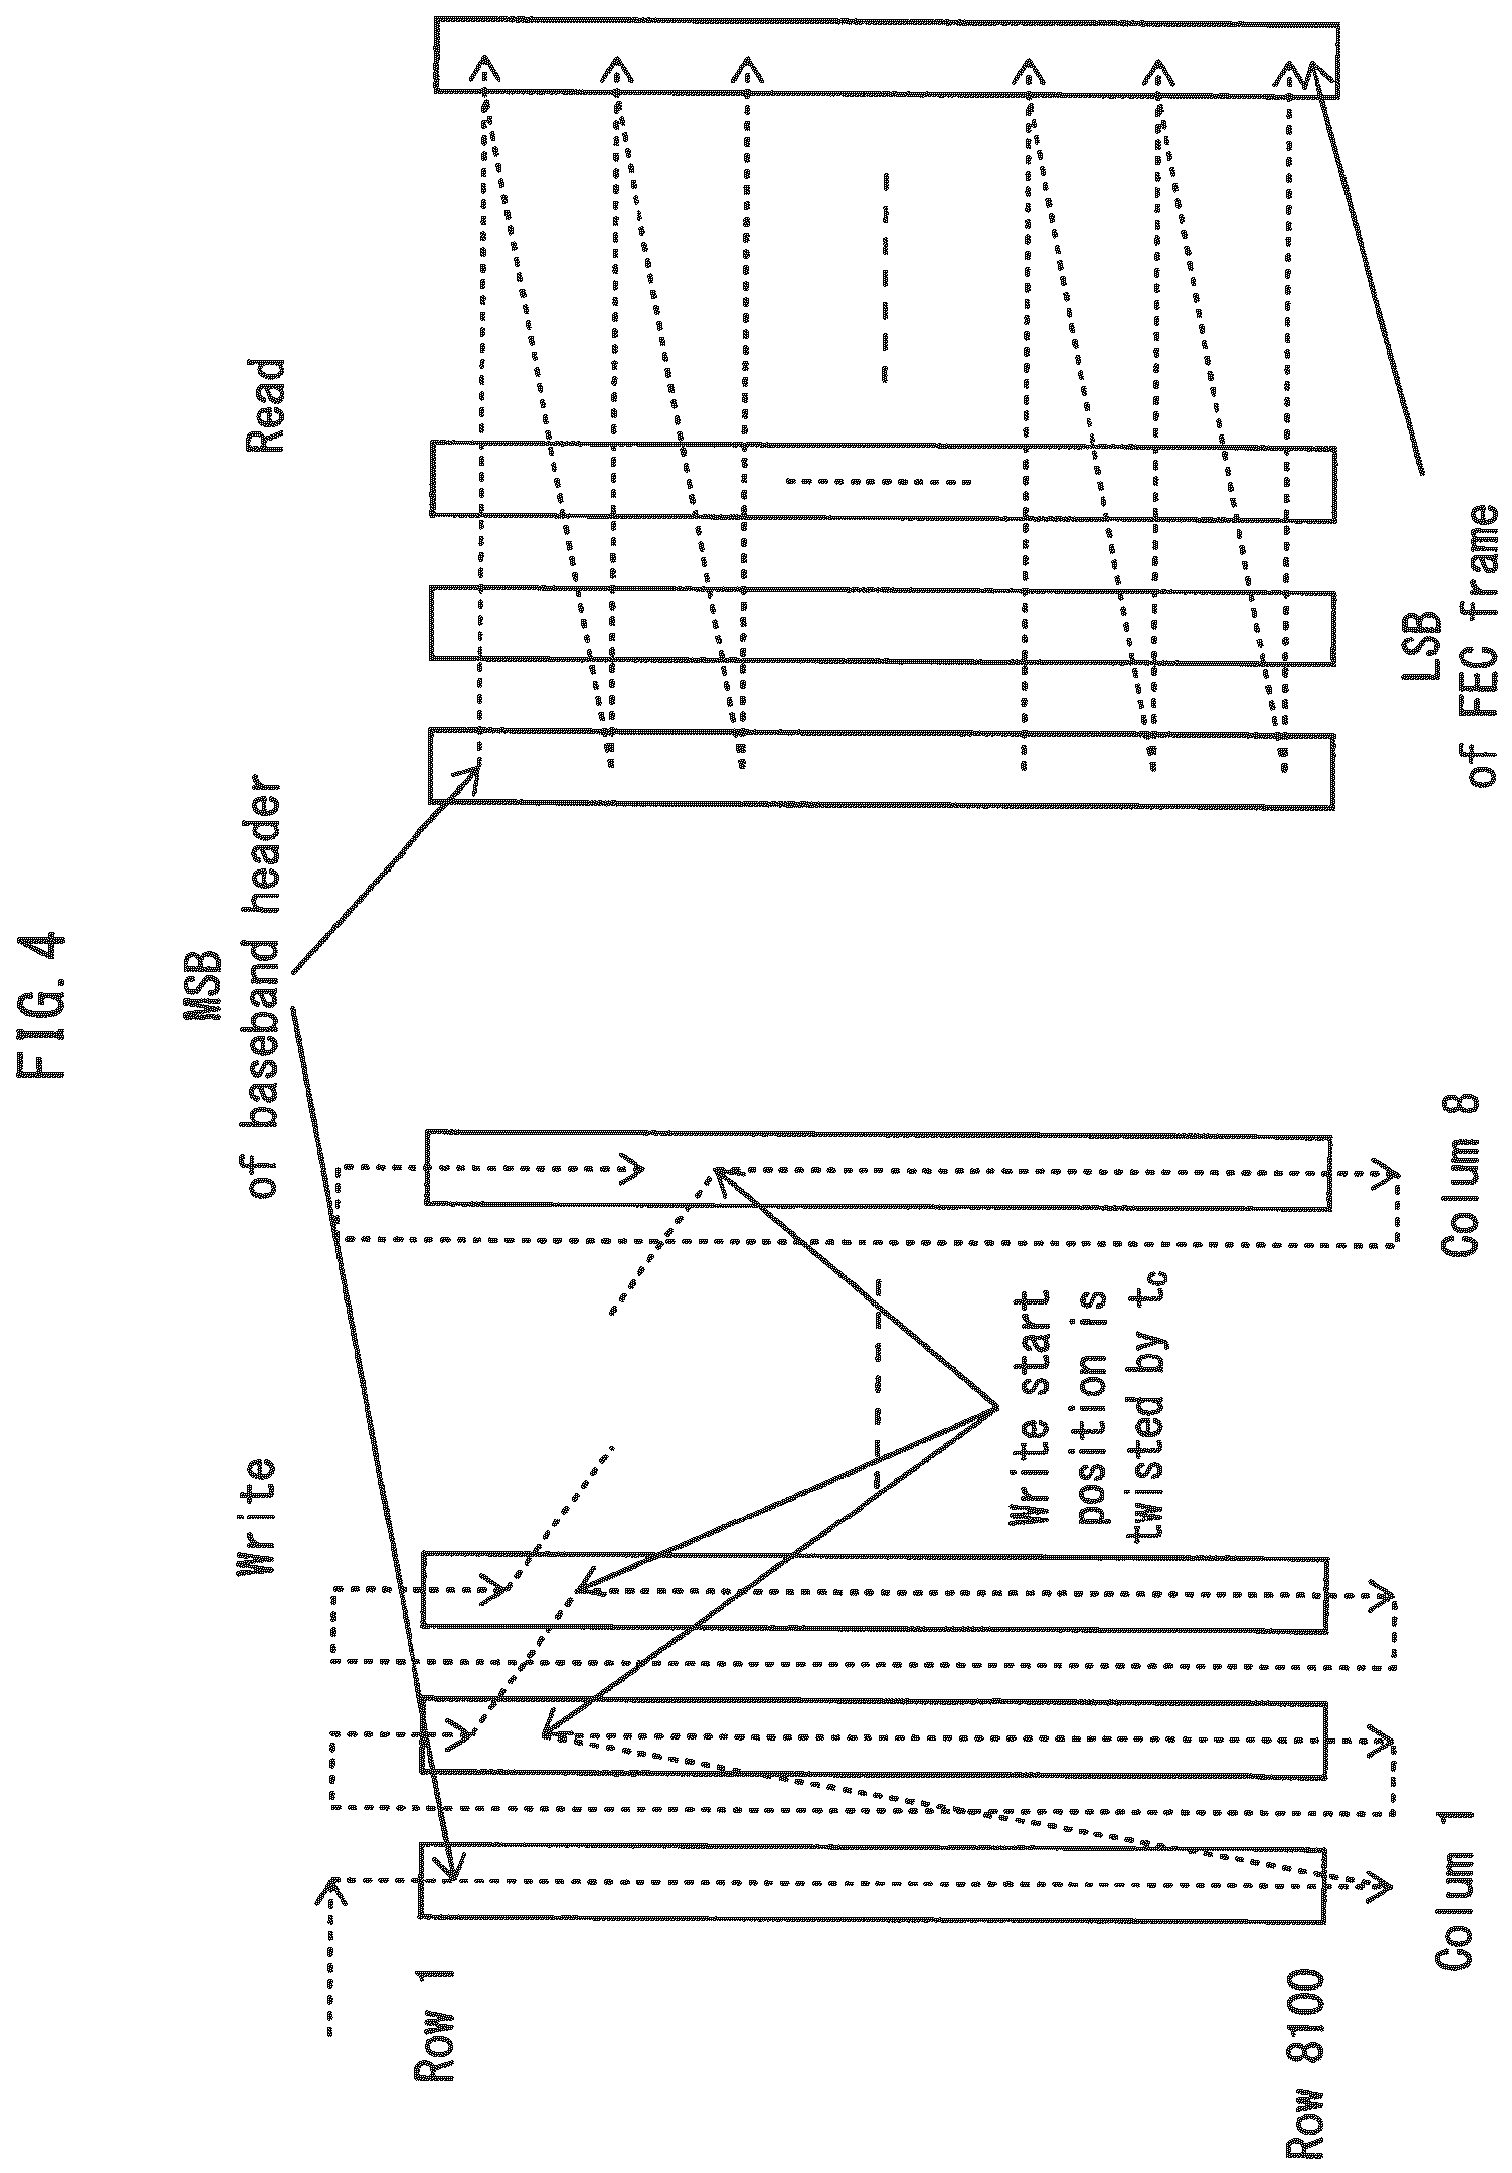 FIG. 4
Write
MSB
of baseband header
Read
Row 1
Row 8100
Write start
position is
twisted by tc
Colum 1
Colum 8
LSB
of FEC frame